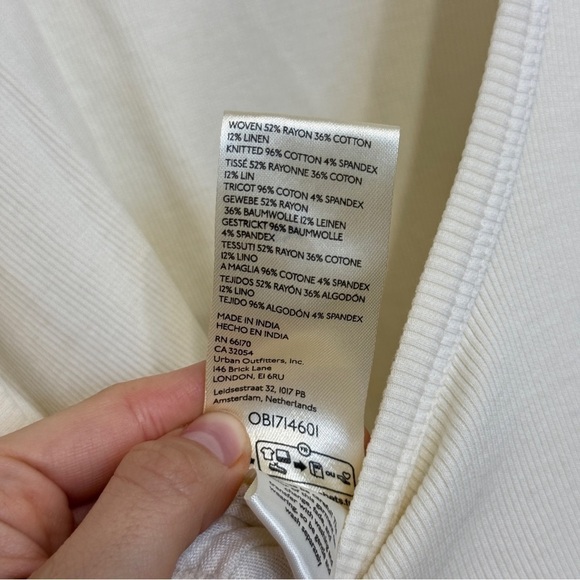 WOVEN 52% RAYON 36% COTTON
12% LINEN
KNITTED 96% COTTON 4% SPANDEX
TISSÉ 52% RAYONNE 36% COTON
12% LIN
TRICOT 96% COTON 4% SPANDEX
GEWEBE 52% RAYON
36% BAUMWOLLE 12% LEINEN
GESTRICKT 96% BAUMWOLLE
4% SPANDEX
TESSUTI 52% RAYON 36% COTONE
12% LINO
A MAGLIA 96% COTONE 4% SPANDEX
TEJIDOS 52% RAYÓN 36% ALGODÓN
12% LINO
TEJIDO 96% ALGODÓN 4% SPANDEX
MADE IN INDIA
HECHO EN INDIA
RN 66170
CA 32054
Urban Outfitters, Inc.
146 Brick Lane
LONDON, E1 6RU
Leidsestraat 32, 1017 PB
Amsterdam, Netherlands
OB1714601
FR
ou